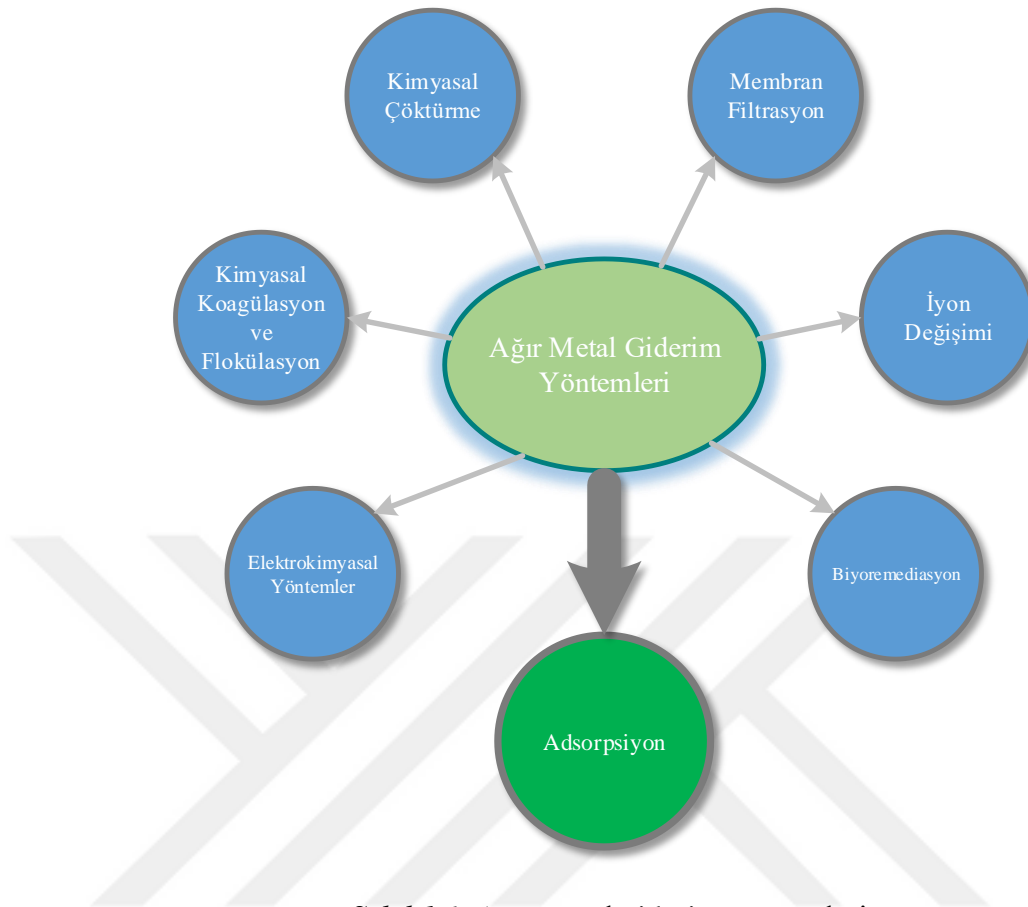 Kimyasal
Çöktürme
Membran
Filtrasyon
Kimyasal
Koagülasyon
ve
Flokülasyon
İyon
Değişimi
Ağır Metal Giderim
Yöntemleri
Elektrokimyasal
Yöntemler
Biyoremediasyon
Adsorpsiyon